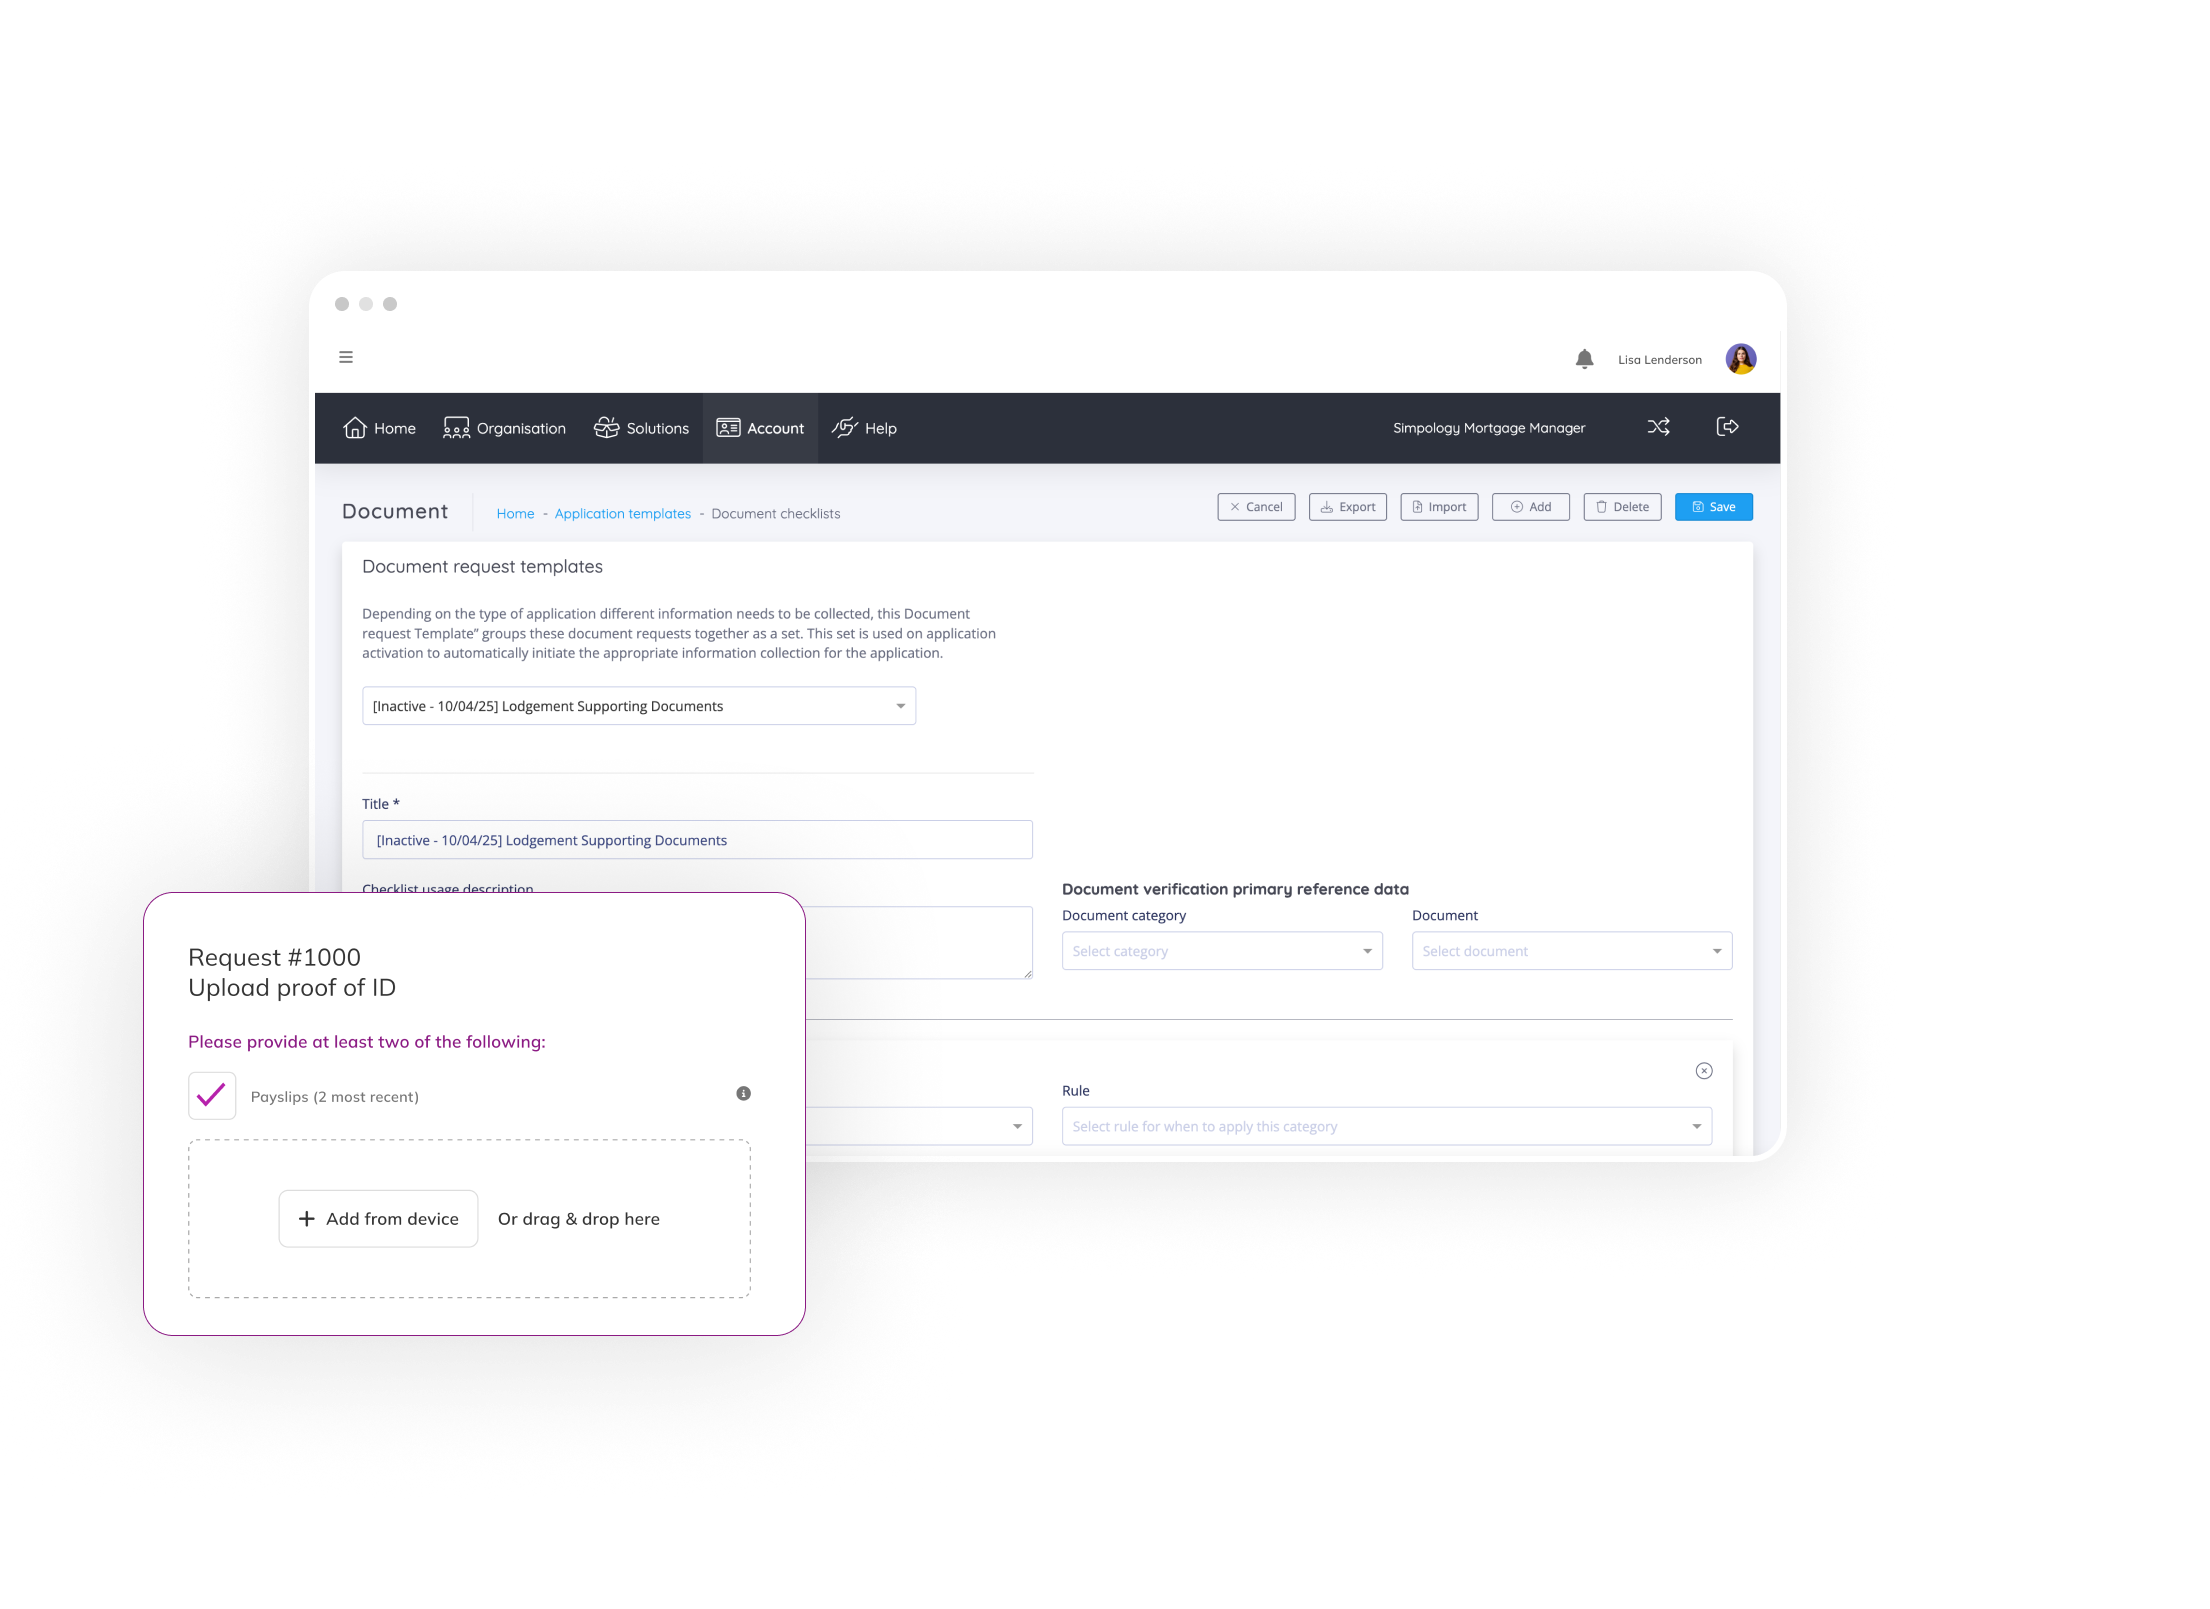 Lisa Lenderson
Home
Organisation
Solutions
Account
Help
Simpology Mortgage Manager
Document
Home - Application templates - Document checklists
Cancel
Export
Import
Add
Delete
Save
Document request templates
Depending on the type of application different information needs to be collected, this Document
request Template” groups these document requests together as a set. This set is used on application
activation to automatically initiate the appropriate information collection for the application.
[Inactive - 10/04/25] Lodgement Supporting Documents
Title *
[Inactive - 10/04/25] Lodgement Supporting Documents
Checklist usage description
Document verification primary reference data
Document category
Document
Select category
Select document
Rule
Select rule for when to apply this category
Request #1000
Upload proof of ID
Please provide at least two of the following:
Payslips (2 most recent)
Add from device
Or drag & drop here